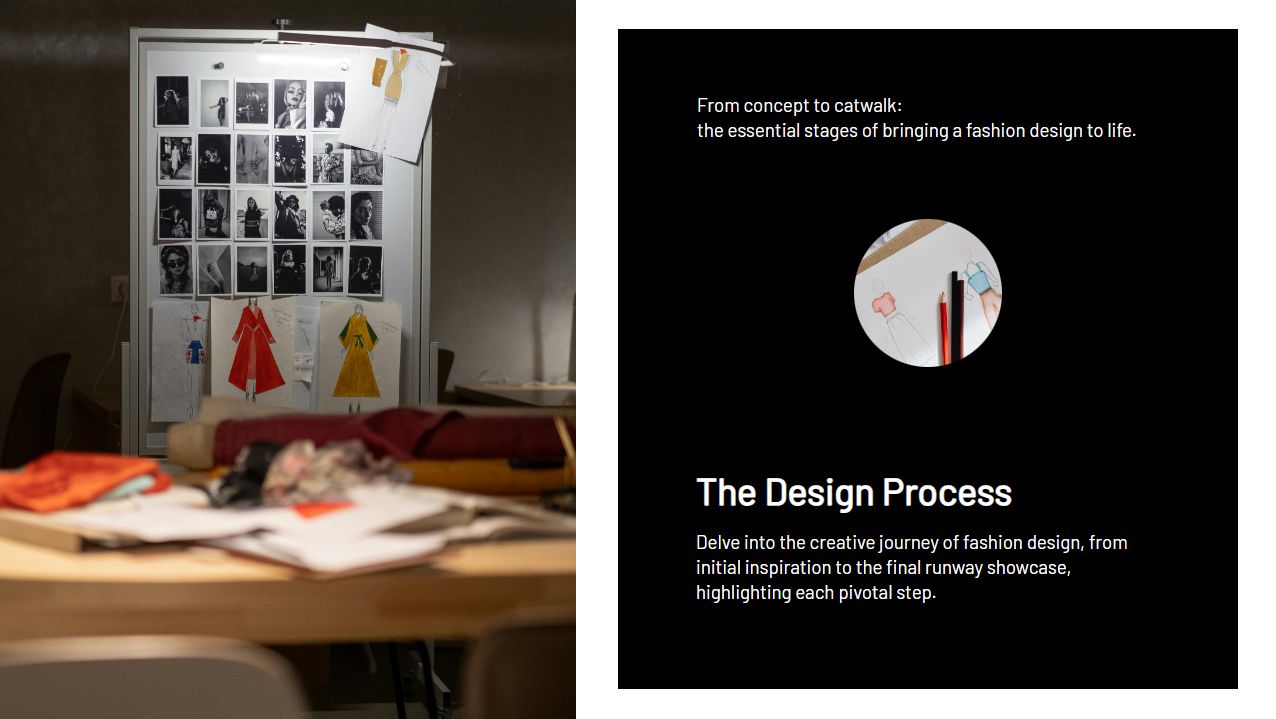 From concept to catwalk:
the essential stages of bringing a fashion design to life.
The Design Process
Delve into the creative journey of fashion design, from
initial inspiration to the final runway showcase,
highlighting each pivotal step.